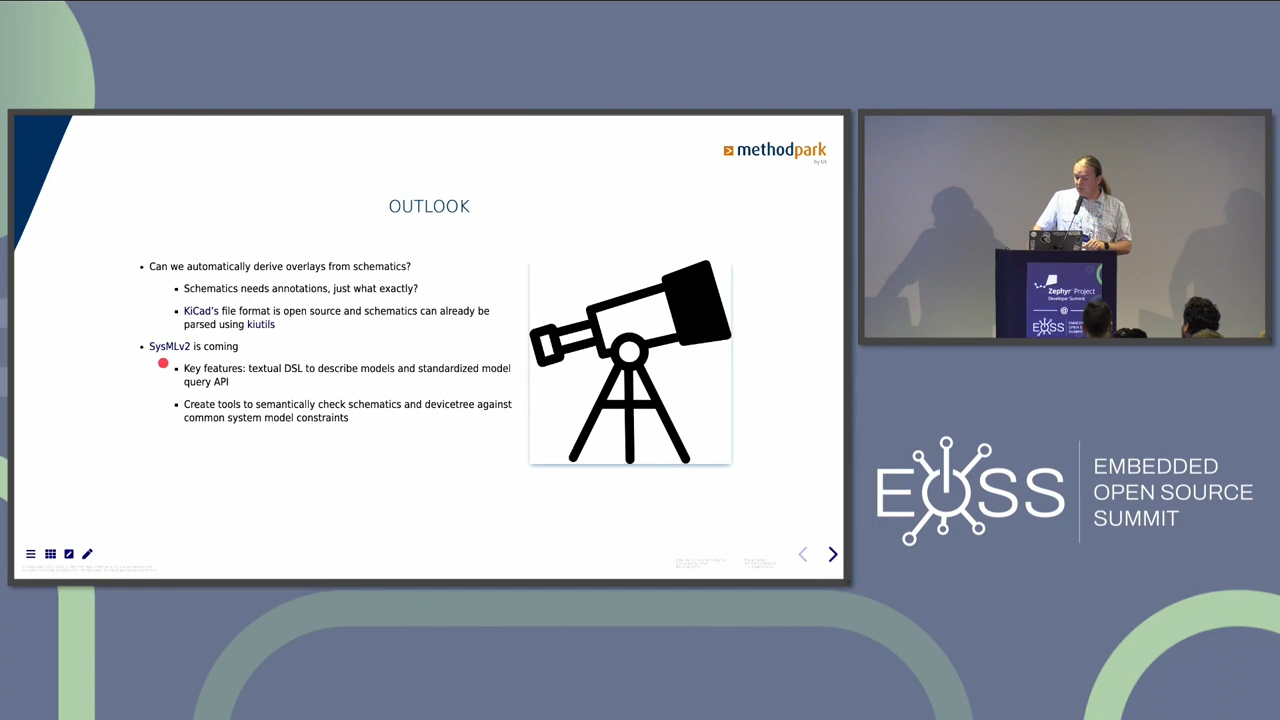 methodpark
by UL
OUTLOOK
• Can we automatically derive overlays from schematics?
▪ Schematics needs annotations, just what exactly?
▪ KiCad's file format is open source and schematics can already be
parsed using kiutils
• SysMLv2 is coming
▪ Key features: textual DSL to describe models and standardized model
query API
▪ Create tools to semantically check schematics and devicetree against
common system model constraints
Zephyr Project
Developer Summit
@
EOSS
EOSS
EMBEDDED
OPEN SOURCE
SUMMIT